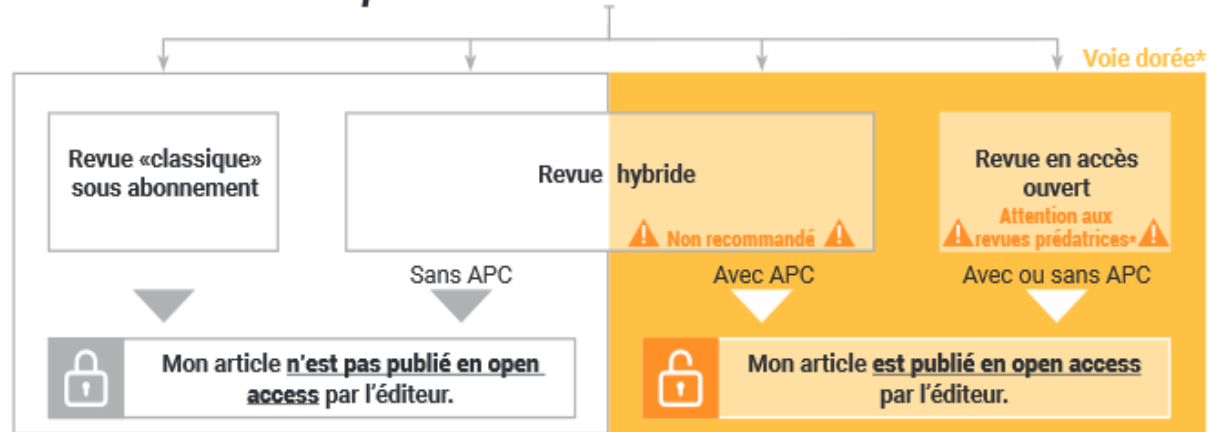 Voie dorée*
Revue «classique»
sous abonnement
Revue hybride
Non recommandé
Revue en accès
ouvert
Attention aux
revues prédatrices*
Sans APC
Avec APC
Avec ou sans APC
Mon article n'est pas publié en open
access par l'éditeur.
Mon article est publié en open access
par l'éditeur.